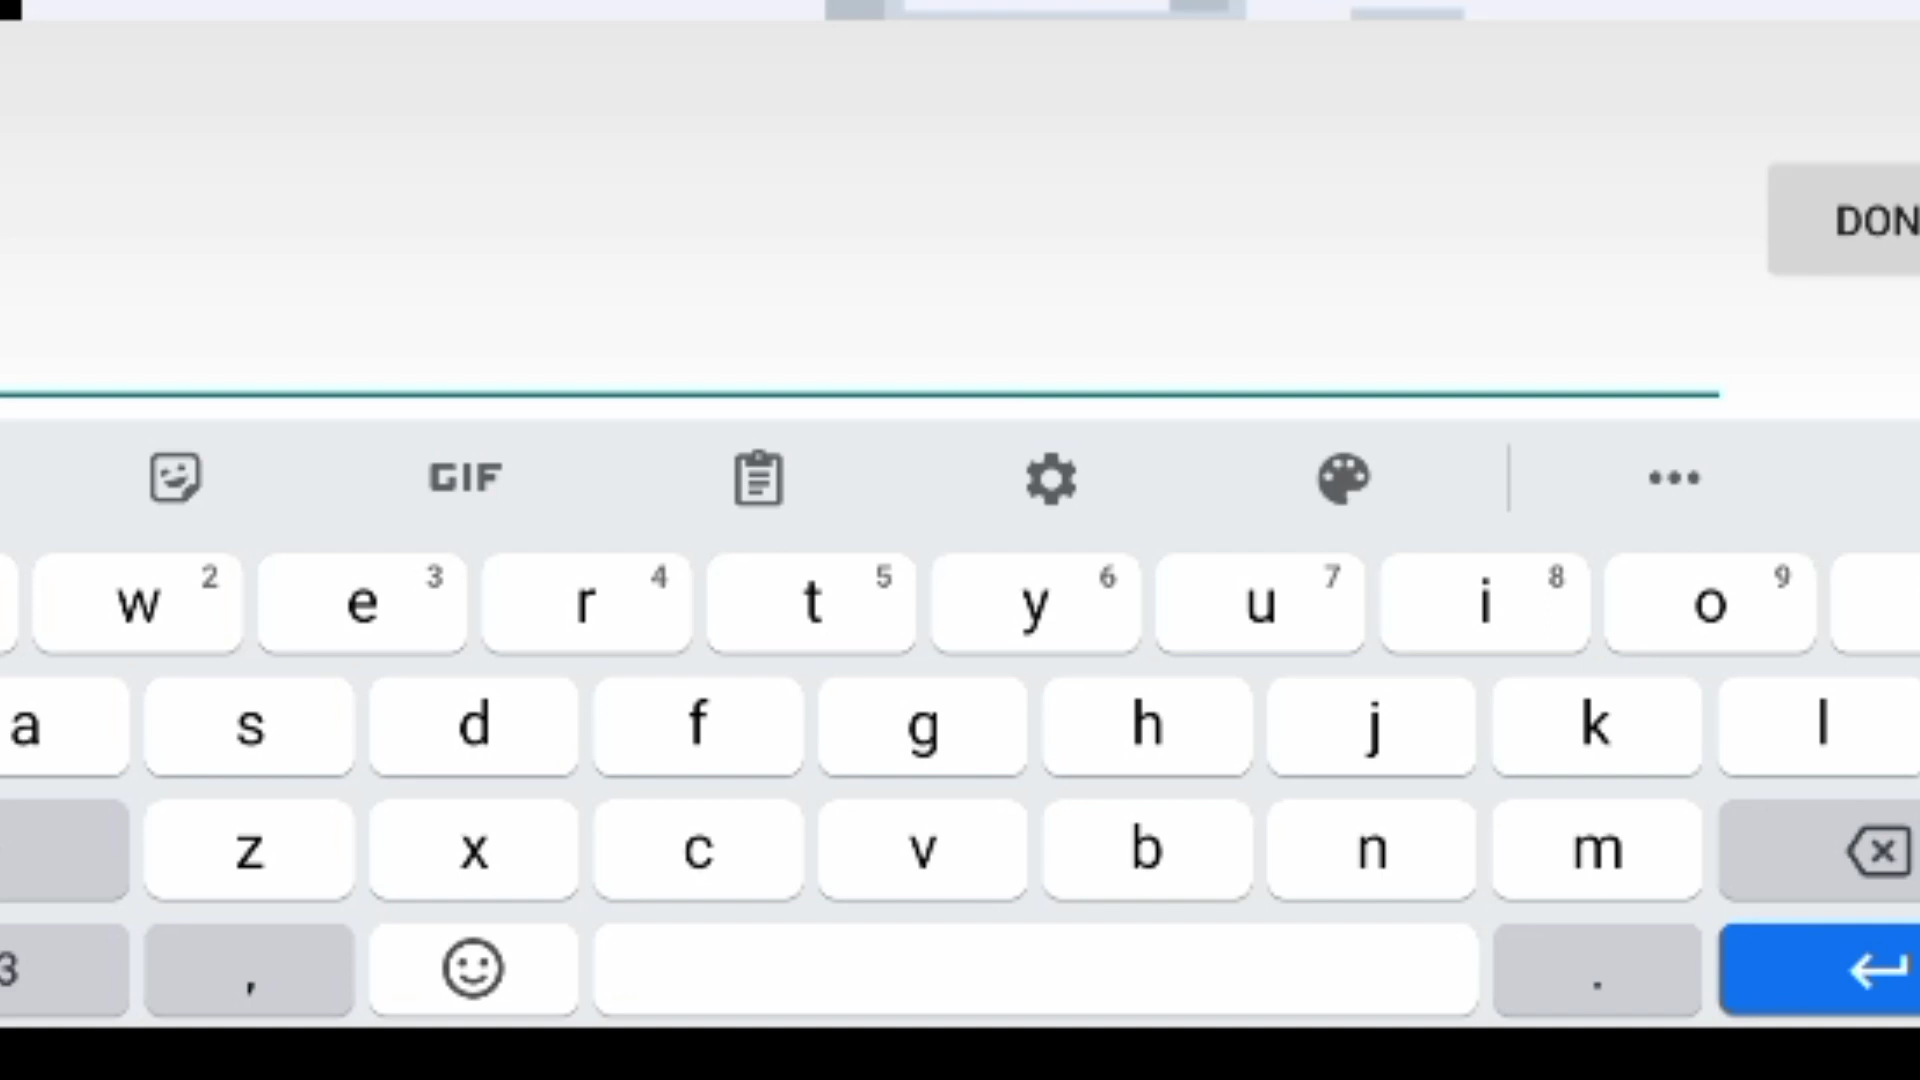 DON
GIF
w 2 e 3 r 4 t 5 y 6 u 7 i 8 o 9
a s d f g h j k l
z x c v b n m
3 , .